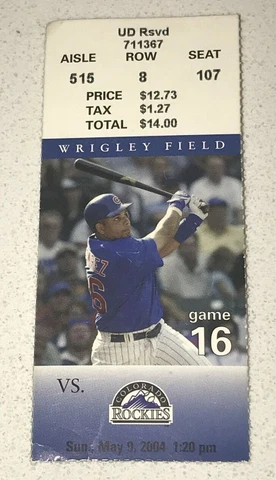 UD Rsvd
711367
AISLE ROW SEAT
515 8 107
PRICE $12.73
TAX $1.27
TOTAL $14.00
WRIGLEY FIELD
game
16
VS.
COLORADO
ROCKIES
Sun. May 9, 2004 1:20 pm